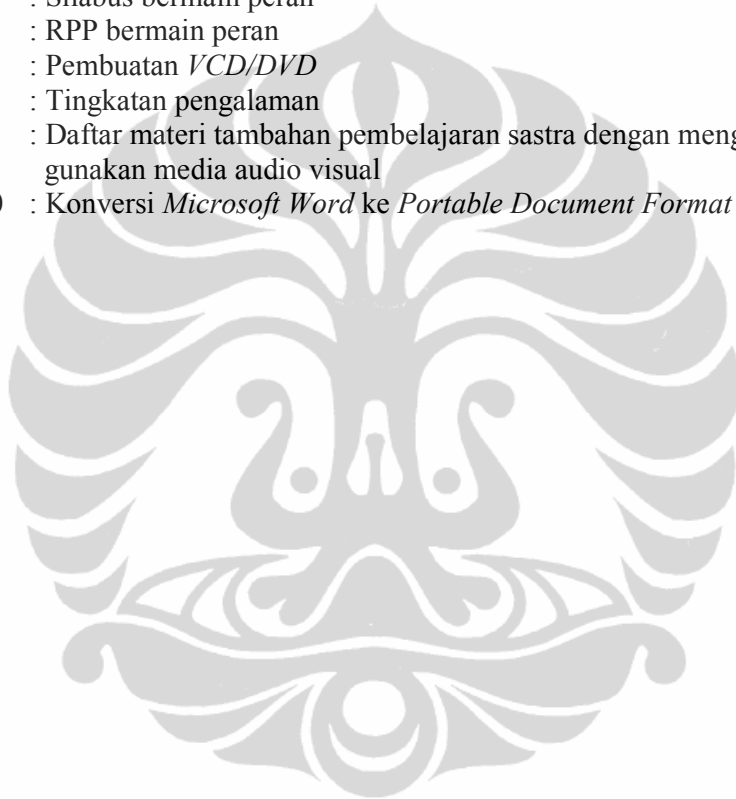 : Silabus bermain peran
: RPP bermain peran
: Pembuatan VCD/DVD
: Tingkatan pengalaman
: Daftar materi tambahan pembelajaran sastra dengan meng
gunakan media audio visual
: Konversi Microsoft Word ke Portable Document Format